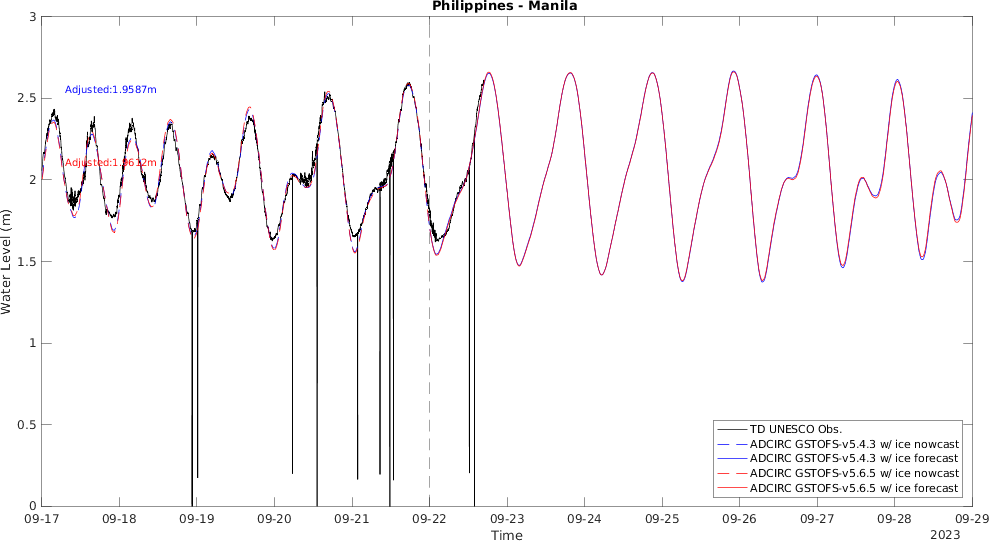 Philippines - Manila
3
2.5
2
1.5
1
0.5
0
Water Level (m)
Adjusted:1.9587m
Adjusted:1.9612m
TD UNESCO Obs.
ADCIRC GSTOFS-v5.4.3 w/ ice nowcast
ADCIRC GSTOFS-v5.4.3 w/ ice forecast
ADCIRC GSTOFS-v5.6.5 w/ ice nowcast
ADCIRC GSTOFS-v5.6.5 w/ ice forecast
09-17 09-18 09-19 09-20 09-21 09-22 09-23 09-24 09-25 09-26 09-27 09-28 09-29
Time
2023